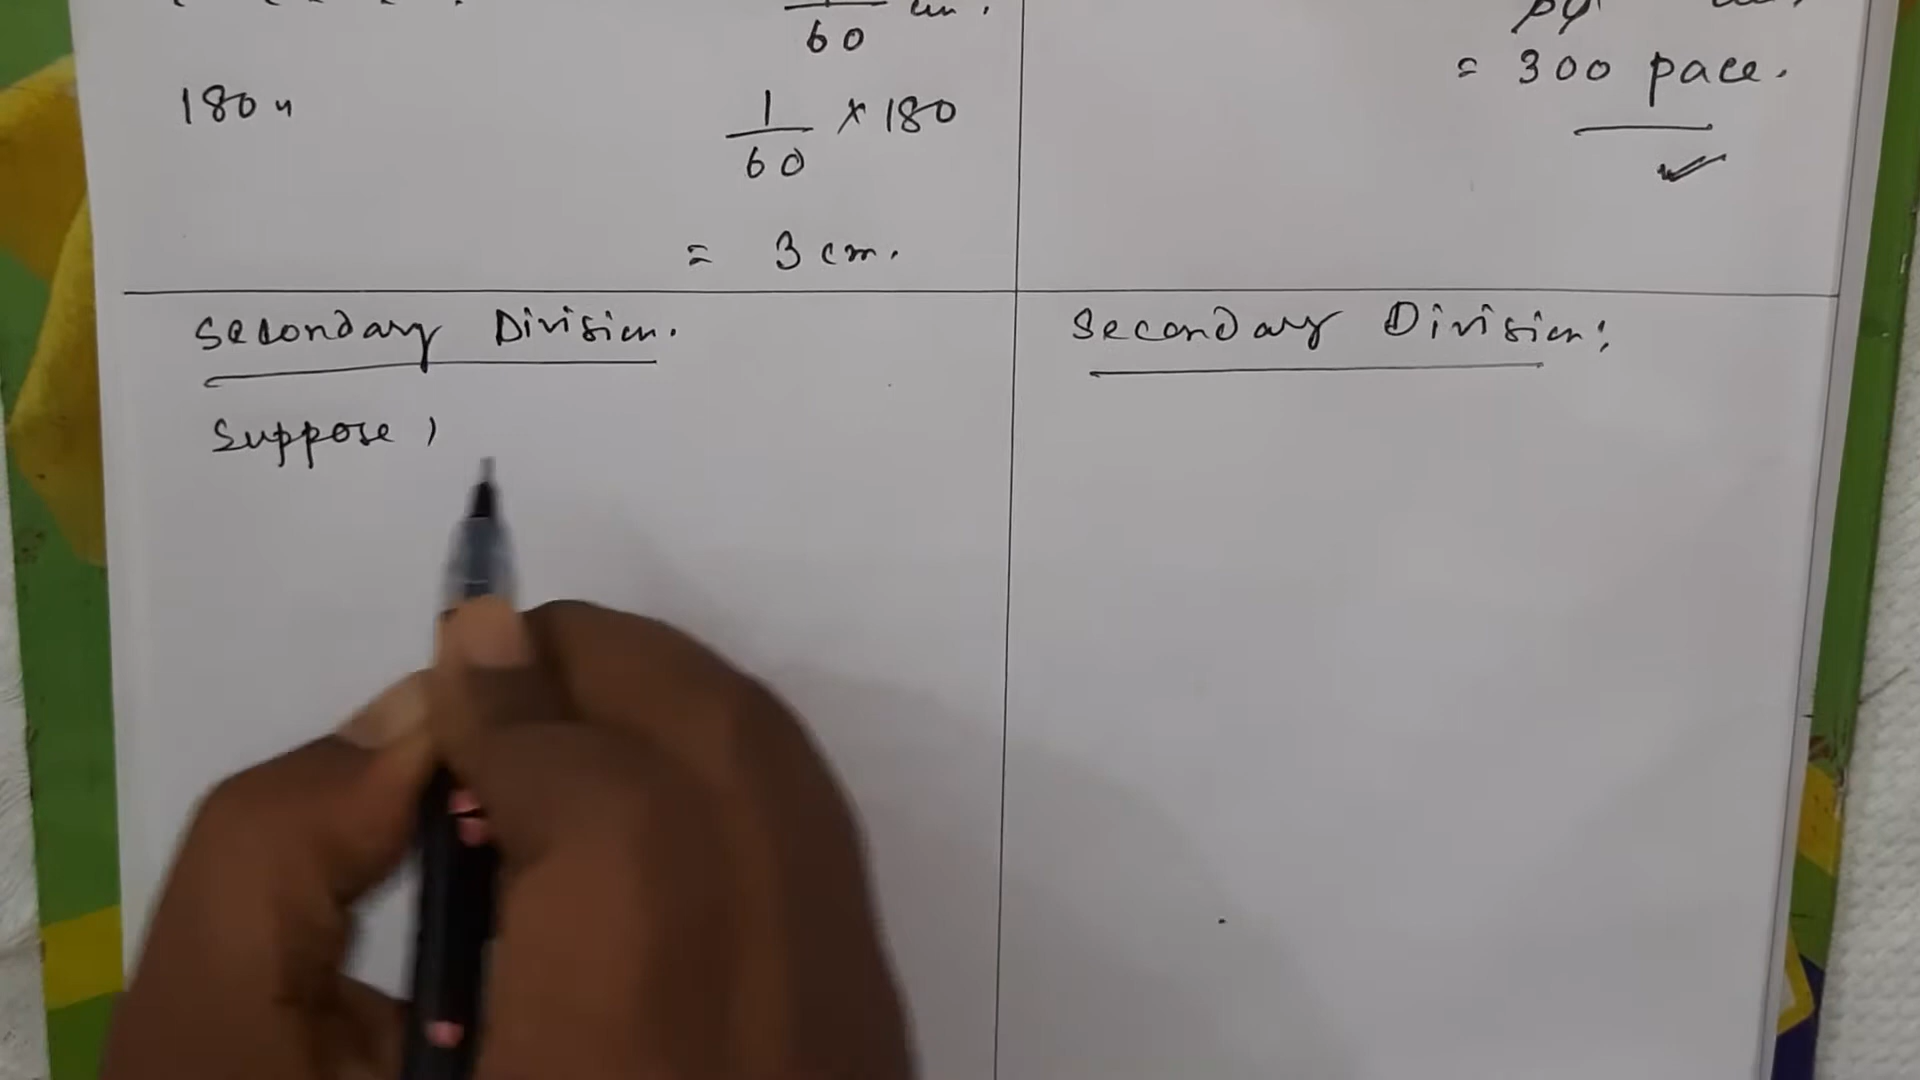 60
180 "
1/60 × 180
= 3 cm.
= 300 pace.
Secondary Division.
Suppose,
Secondary Division: